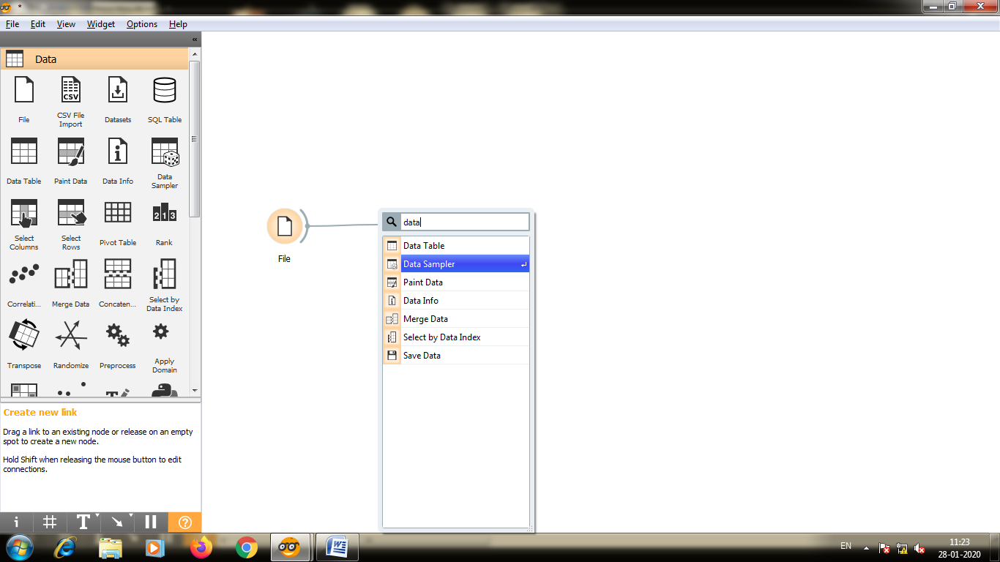 *
File Edit View Widget Options Help
«
Data
File
CSV
CSV File
Import
Datasets
SQL Table
Data Table
Paint Data
Data Info
Data
Sampler
Select
Columns
Select
Rows
Pivot Table
2 1 3
Rank
Correlati...
Merge Data
Concaten...
Select by
Data Index
Transpose
Randomize
Preprocess
Apply
Domain
File
data
Data Table
Data Sampler
Paint Data
Data Info
Merge Data
Select by Data Index
Save Data
Create new link
Drag a link to an existing node or release on an empty
spot to create a new node.
Hold Shift when releasing the mouse button to edit
connections.
i # T ?
W
EN
11:23
28-01-2020